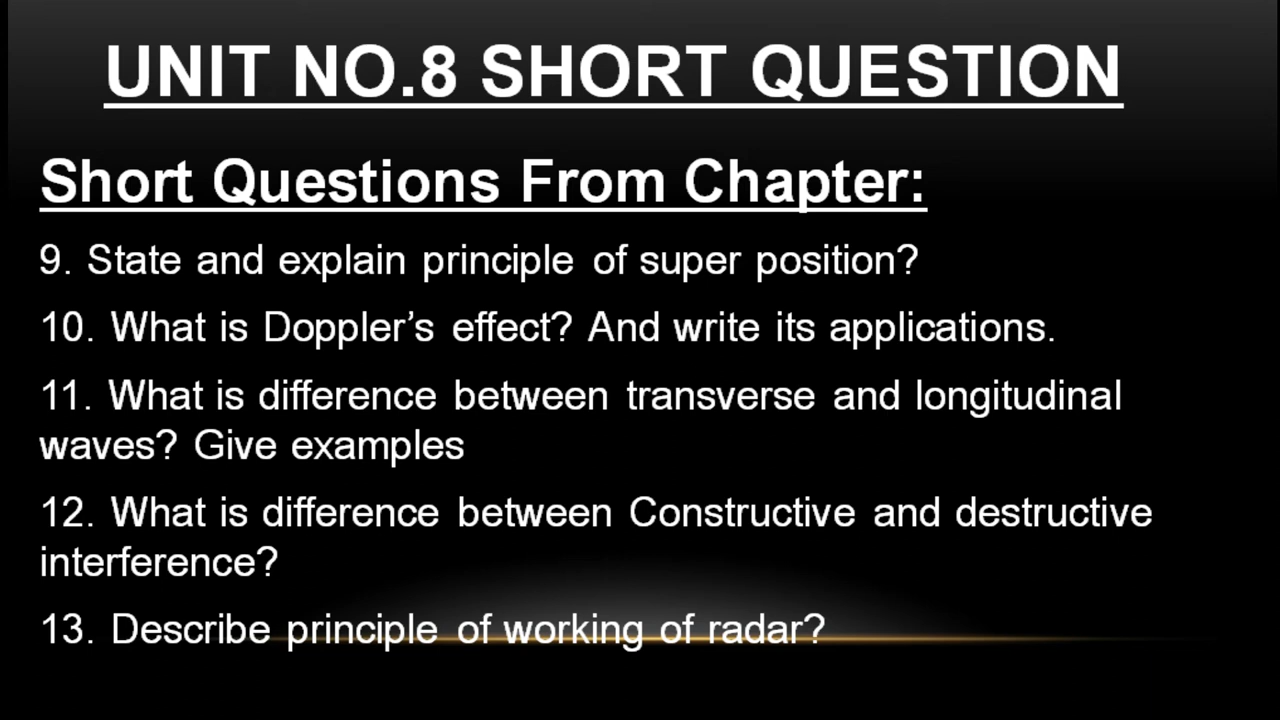 UNIT NO.8 SHORT QUESTION
Short Questions From Chapter:
9. State and explain principle of super position?
10. What is Doppler’s effect? And write its applications.
11. What is difference between transverse and longitudinal
waves? Give examples
12. What is difference between Constructive and destructive
interference?
13. Describe principle of working of radar?